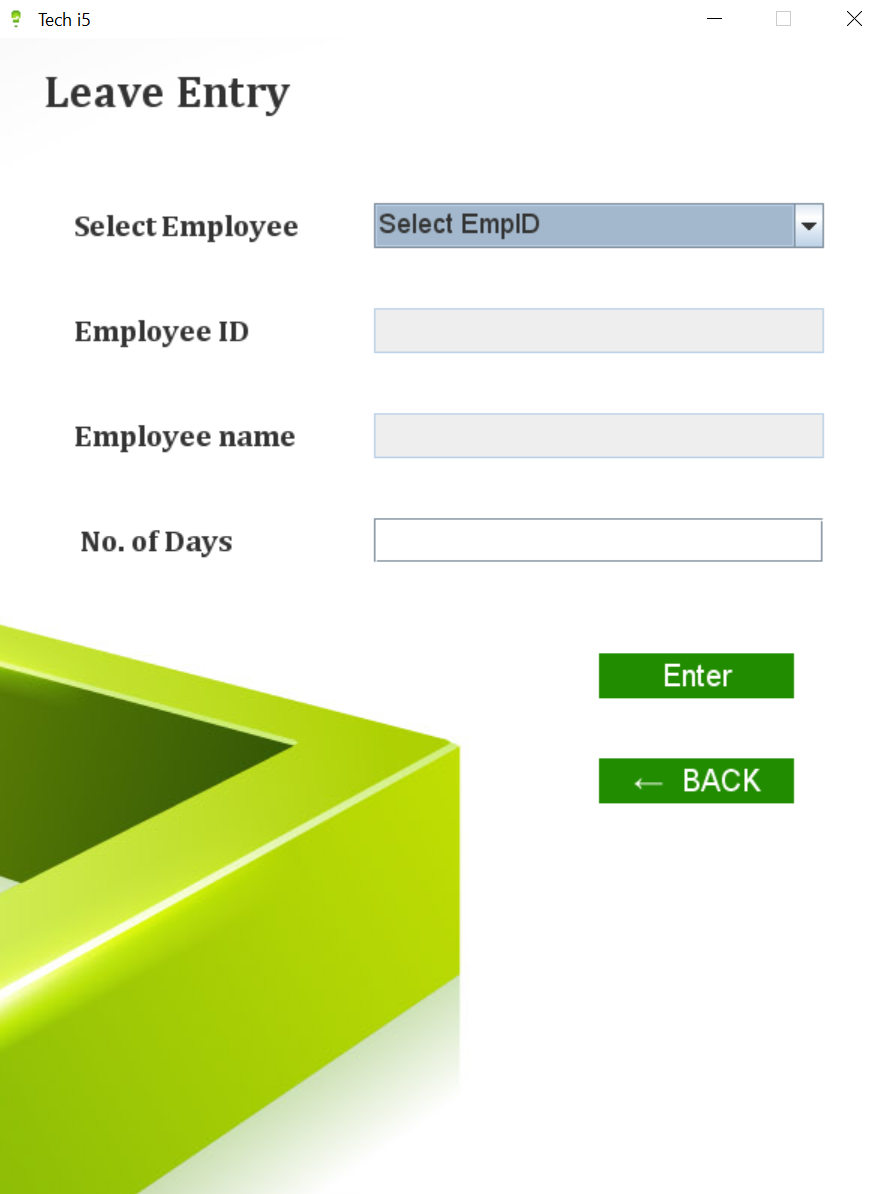 Tech i5
Leave Entry
Select Employee
Select EmpID
Employee ID
Employee name
No. of Days
Enter
← BACK